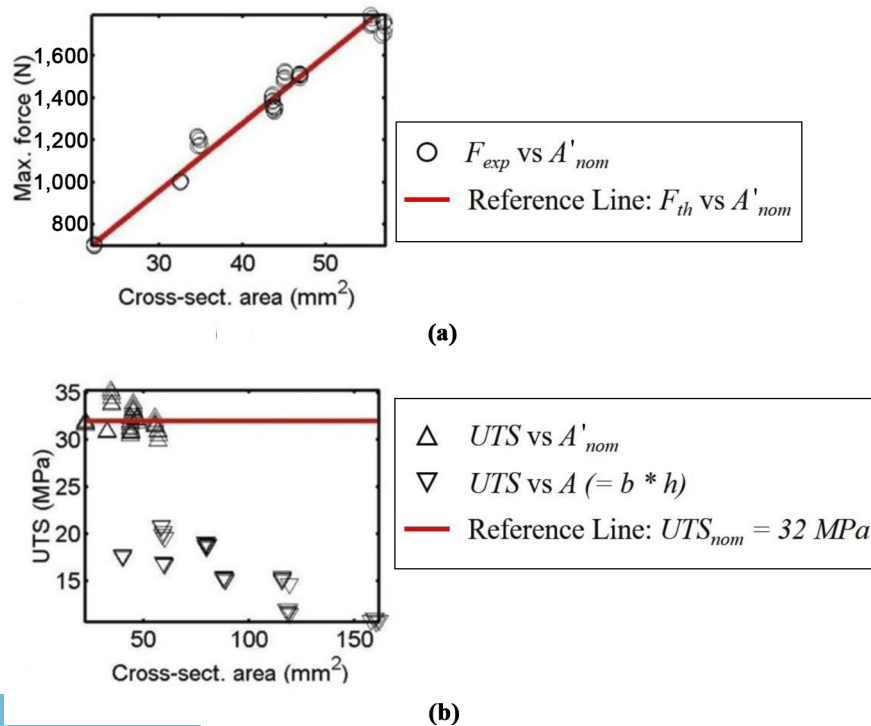 1,600
1,400
1,200
1,000
800
Max. force (N)
30 40 50
Cross-sect. area (mm²)
F_exp vs A'_nom
Reference Line: F_th vs A'_nom
(a)
35
30
25
20
15
UTS (MPa)
50 100 150
Cross-sect. area (mm²)
UTS vs A'_nom
UTS vs A (= b * h)
Reference Line: UTS_nom = 32 MPa
(b)